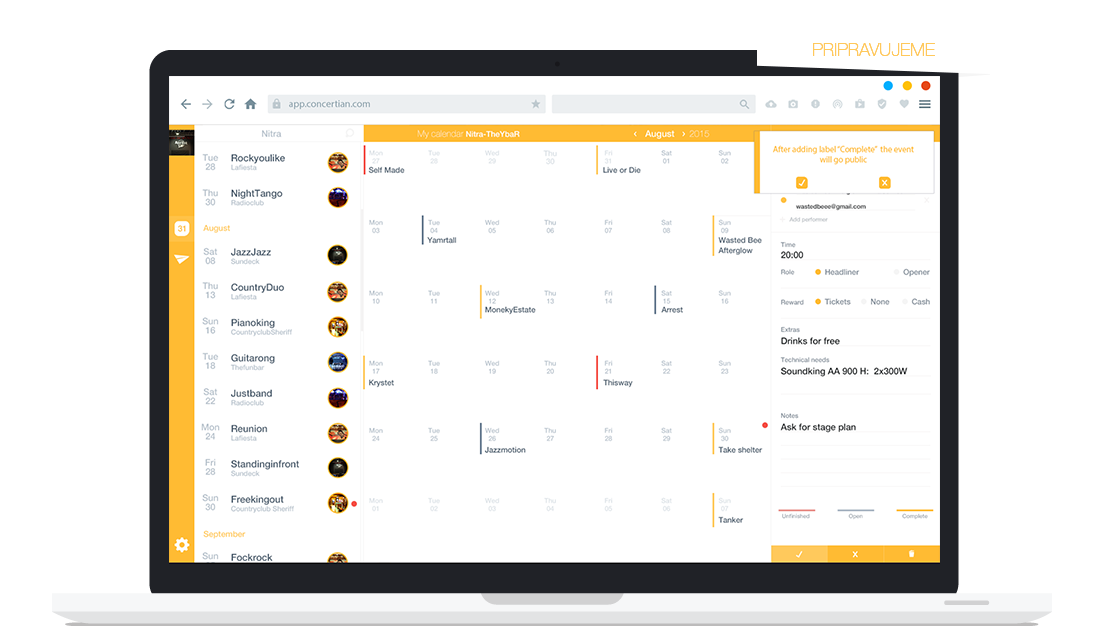 PRIPRAVUJEME
app.concertian.com
Nitra
My calendar Nitra-TheYbaR
‹ August › 2015
After adding label "Complete" the event
will go public
31
Tue 28 Rockyoulike
Lafiesta
Thu 30 NightTango
Radioclub
August
Sat 08 JazzJazz
Sundeck
Thu 13 CountryDuo
Lafiesta
Sun 16 Pianoking
CountryclubSheriff
Tue 18 Guitarong
Thefunbar
Sat 22 Justband
Radioclub
Mon 24 Reunion
Lafiesta
Fri 28 Standinginfront
Sundeck
Sun 30 Freekingout
Countryclub Sheriff
September
Sun Fockrock
Mon Tue Wed Thu Fri Sat Sun
27 28 29 30 31 01 02
Self Made Live or Die
Mon Tue Wed Thu Fri Sat Sun
03 04 05 06 07 08 09
Yamrtall Wasted Bee
Afterglow
Mon Tue Wed Thu Fri Sat Sun
10 11 12 13 14 15 16
MonekyEstate Arrest
Mon Tue Wed Thu Fri Sat Sun
17 18 19 20 21 22 23
Krystet Thisway
Mon Tue Wed Thu Fri Sat Sun
24 25 26 27 28 29 30
Jazzmotion Take shelter
Mon Tue Wed Thu Fri Sat Sun
01 02 03 04 05 06 07
Tanker
wastedbeee@gmail.com
Add performer
Time
20:00
Role Headliner Opener
Reward Tickets None Cash
Extras
Drinks for free
Technical needs
Soundking AA 900 H: 2x300W
Notes
Ask for stage plan
Unfinished Open Complete